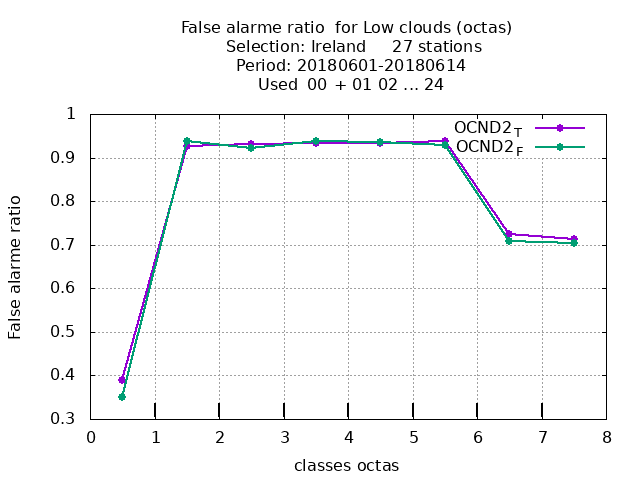 False alarme ratio  for Low clouds (octas)
Selection: Ireland     27 stations
Period: 20180601-20180614
Used  00 + 01 02 ... 24
OCND2T
OCND2F
1
0.9
0.8
0.7
0.6
0.5
0.4
0.3
False alarme ratio
0 1 2 3 4 5 6 7 8
classes octas